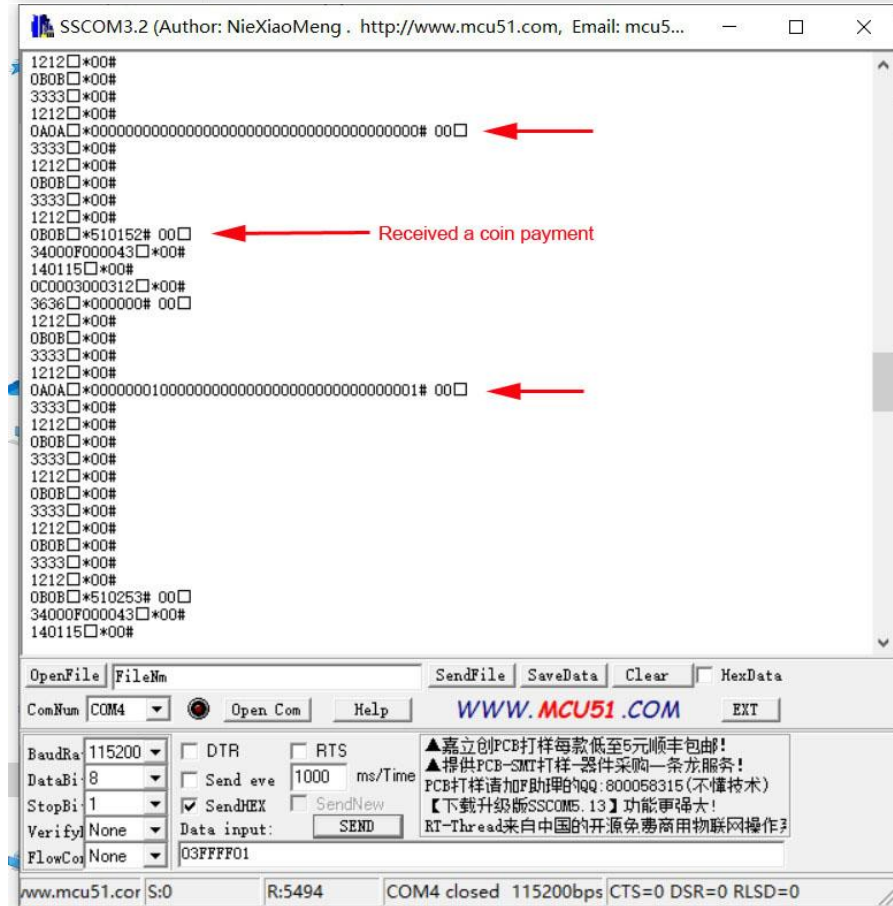 SSCOM3.2 (Author: NieXiaoMeng .  http://www.mcu51.com,  Email: mcu5...
1212□*00#
0B0B□*00#
3333□*00#
1212□*00#
0A0A□*00000000000000000000000000000000000# 00□
3333□*00#
1212□*00#
0B0B□*00#
3333□*00#
1212□*00#
0B0B□*510152# 00□
Received a coin payment
34000F000043□*00#
140115□*00#
0C0003000312□*00#
3636□*000000# 00□
1212□*00#
0B0B□*00#
3333□*00#
1212□*00#
0A0A□*00000001000000000000000000000000001# 00□
3333□*00#
1212□*00#
0B0B□*00#
3333□*00#
1212□*00#
0B0B□*00#
3333□*00#
1212□*00#
0B0B□*00#
3333□*00#
1212□*00#
0B0B□*510253# 00□
34000F000043□*00#
140115□*00#
OpenFile FileNm SendFile SaveData Clear HexData
ComNum COM4 Open Com Help WWW.MCU51.COM EXT
BaudRa 115200 DTR RTS
DataBi 8 Send eve 1000 ms/Time
StopBi 1 SendHEX SendNew
Verifyl None Data input: SEND
FlowCo None 03FFFF01
▲嘉立创PCB打样每款低至5元顺丰包邮!
▲提供PCB-SMT打样-器件采购—条龙服务!
PCB打样请加F助理的QQ:800058315(不懂技术)
【下载升级版SSCOM5.13】功能更强大!
RT-Thread来自中国的开源免费商用物联网操作
www.mcu51.cor S:0 R:5494 COM4 closed 115200bps CTS=0 DSR=0 RLSD=0